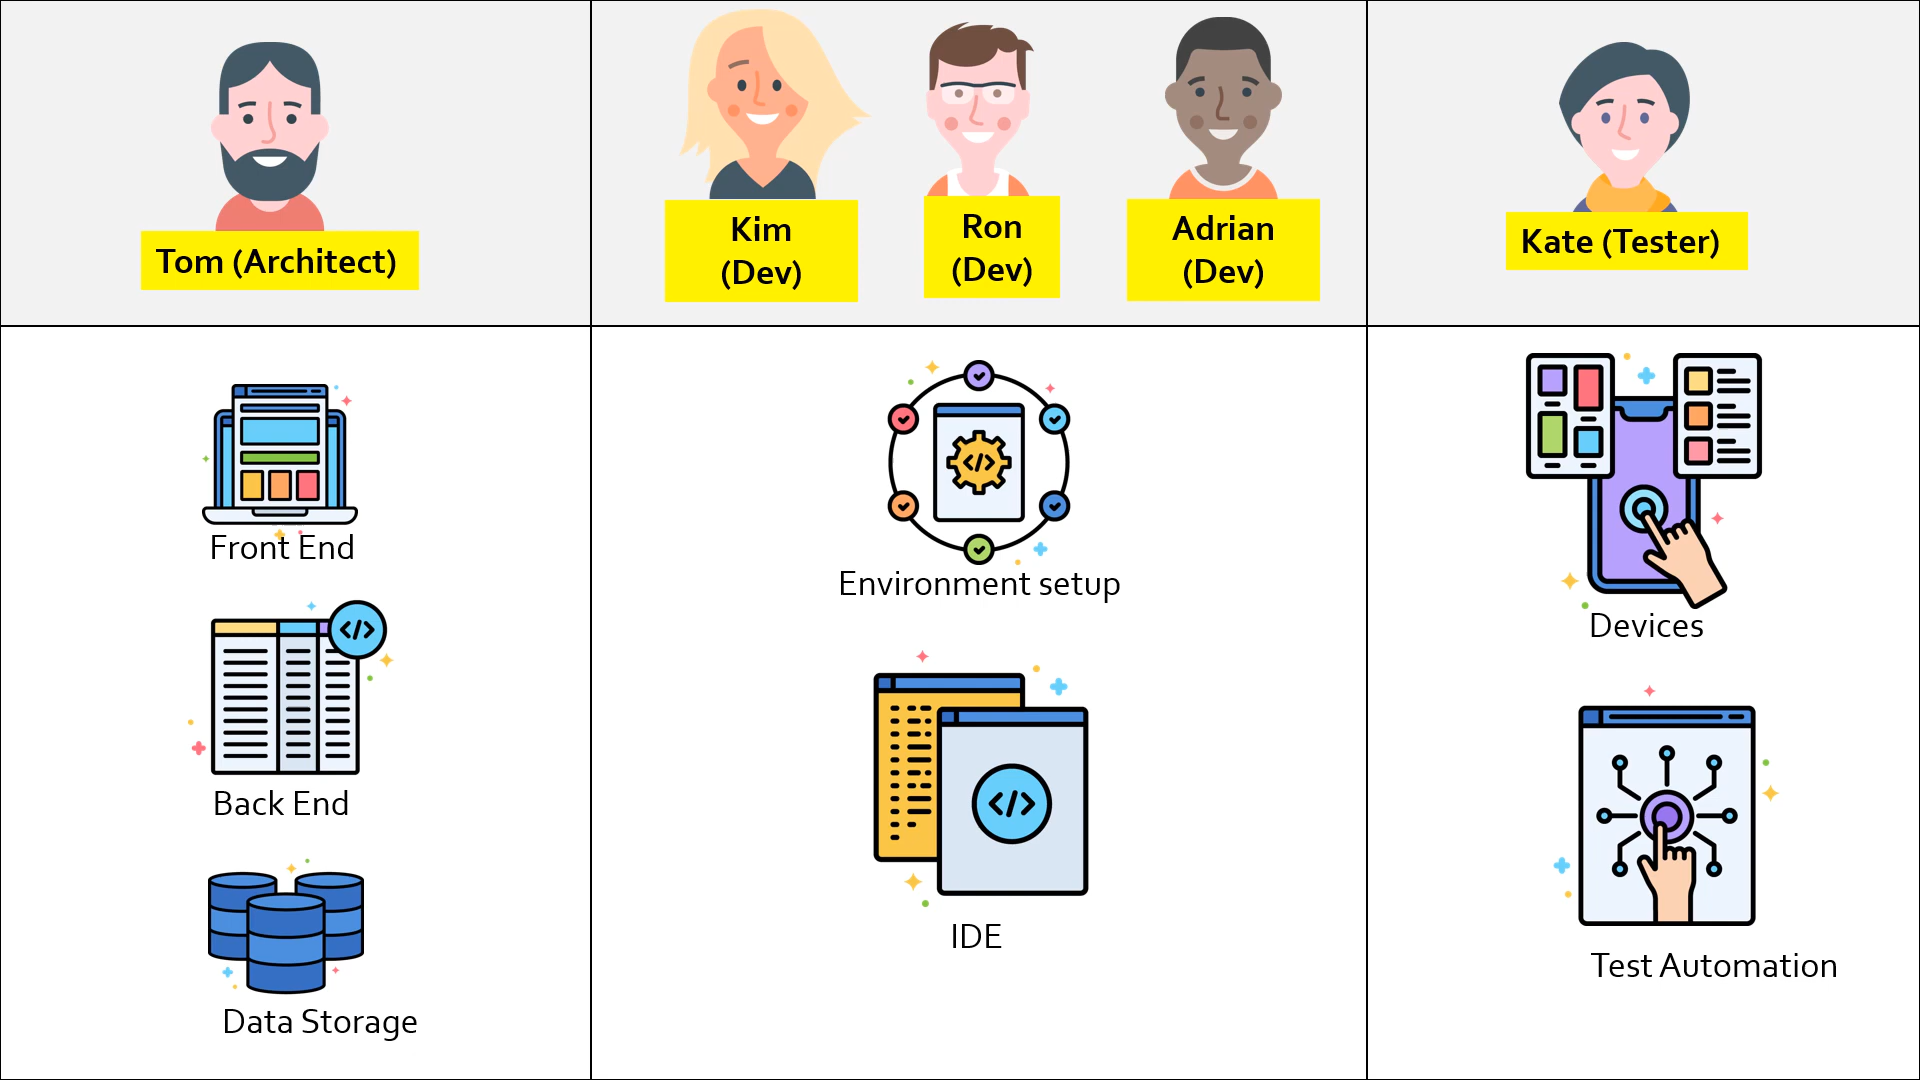 Tom (Architect)
Kim
(Dev)
Ron
(Dev)
Adrian
(Dev)
Kate (Tester)
Front End
Back End
Data Storage
Environment setup
IDE
Devices
Test Automation